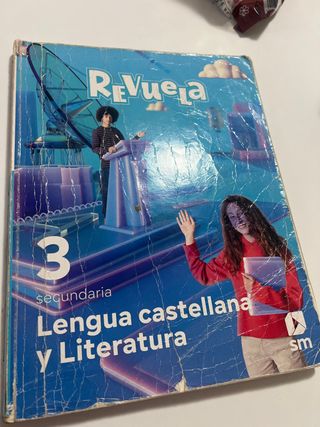 REVUELA
3
secundaria
Lengua castellana
y Literatura
sm